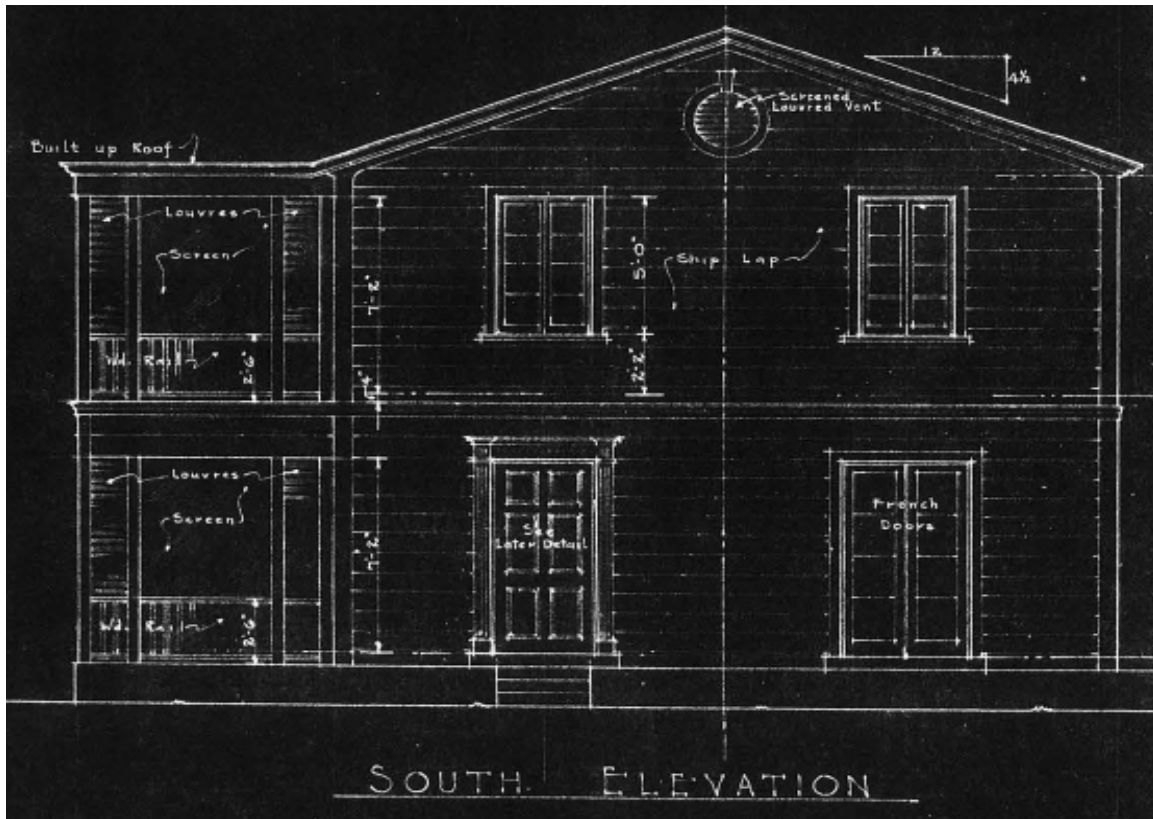 12
4½
Screened
Louvred Vent
Built up Roof
Louvres
Screen
Ship Lap
5'-0"
7'-2"
2'-2"
Wd. Rail
2'-6"
4"
Louvres
Screen
See
Later Detail
French
Doors
7'-2"
Wd. Rail
2'-6"
SOUTH ELEVATION